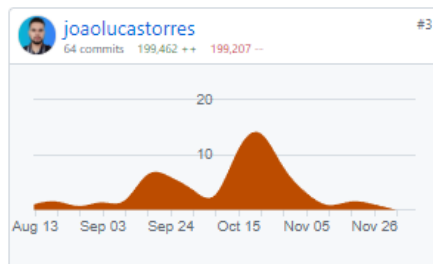 joaolucastorres #3
64 commits 199,462 ++ 199,207 --
20
10
Aug 13 Sep 03 Sep 24 Oct 15 Nov 05 Nov 26